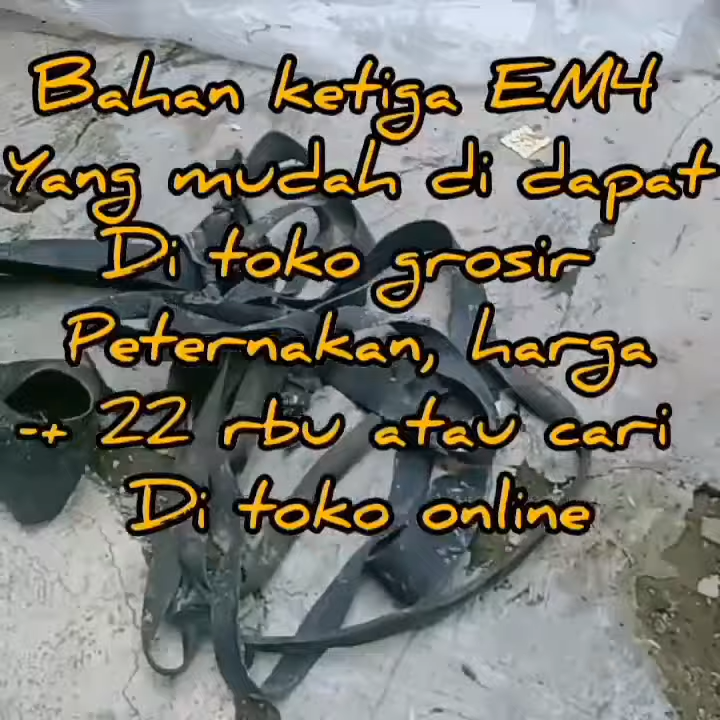 Bahan ketiga EM4
Yang mudah di dapat
Di toko grosir
Peternakan, harga
-+ 22 rbu atau cari
Di toko online